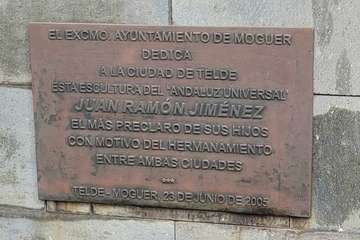 EL EXCMO. AYUNTAMIENTO DE MOGUER
DEDICA
A LA CIUDAD DE TELDE
ESTA ESCULTURA DEL "ANDALUZ UNIVERSAL"
JUAN RAMÓN JIMÉNEZ
EL MÁS PRECLARO DE SUS HIJOS
CON MOTIVO DEL HERMANAMIENTO
ENTRE AMBAS CIUDADES
***
TELDE-MOGUER, 23 DE JUNIO DE 2005